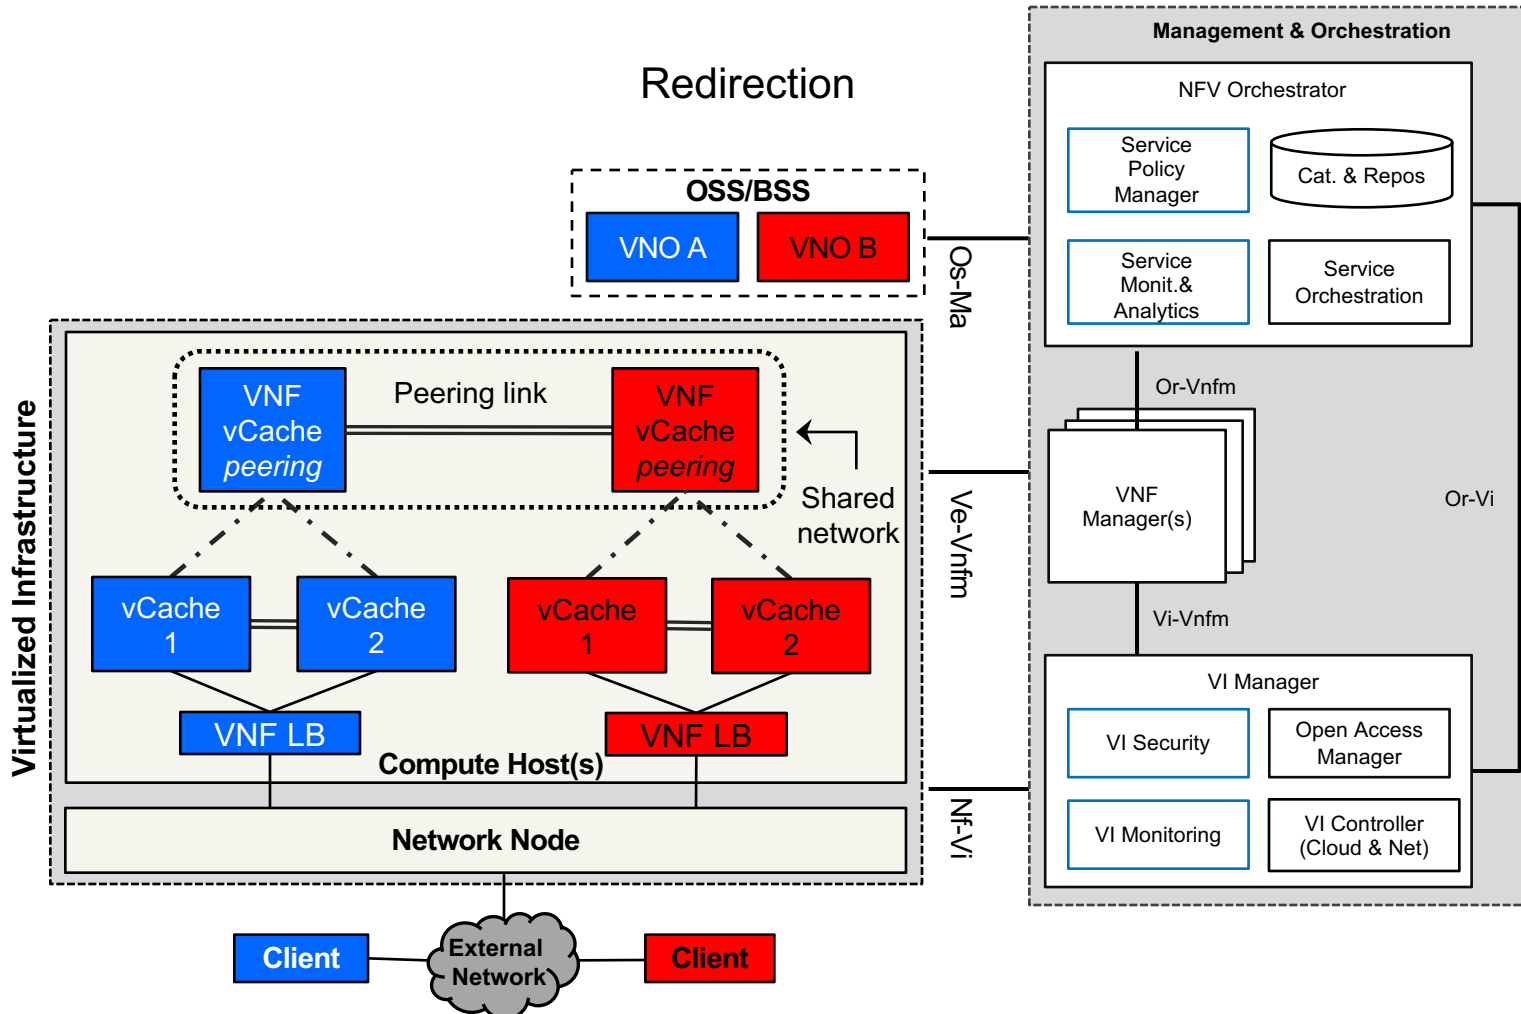 Management & Orchestration
Redirection
NFV Orchestrator
Service
Policy
Manager
Cat. & Repos
Service
Monit.&
Analytics
Service
Orchestration
OSS/BSS
VNO A
VNO B
Os-Ma
Or-Vnfm
VNF
Manager(s)
Or-Vi
Vi-Vnfm
Ve-Vnfm
Nf-Vi
VI Manager
VI Security
Open Access
Manager
VI Monitoring
VI Controller
(Cloud & Net)
Virtualized Infrastructure
VNF
vCache
peering
Peering link
VNF
vCache
peering
Shared
network
vCache
1
vCache
2
vCache
1
vCache
2
VNF LB
VNF LB
Compute Host(s)
Network Node
Client
External
Network
Client